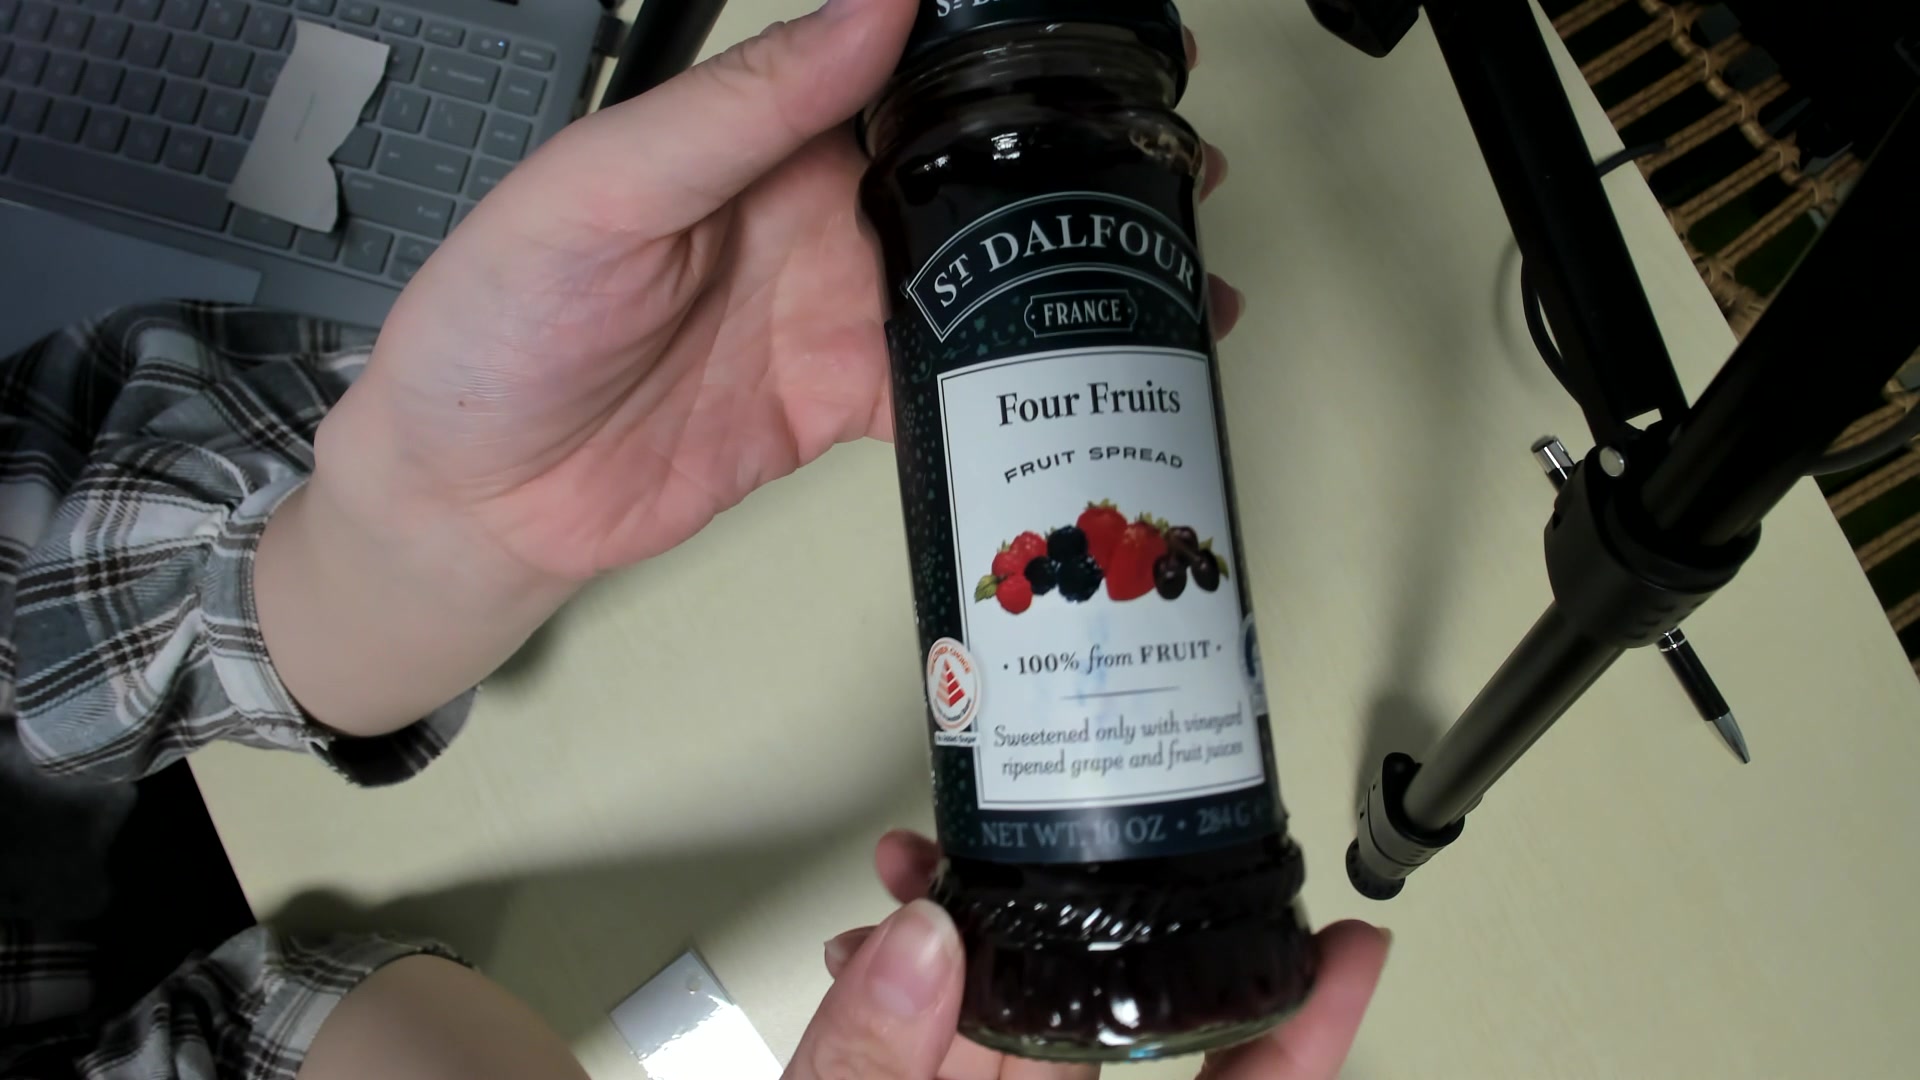 ST DALFOUR
FRANCE
Four Fruits
FRUIT SPREAD
· 100% from FRUIT ·
Sweetened only with vineyard
ripened grape and fruit juices
NET WT. 10 OZ · 284 G